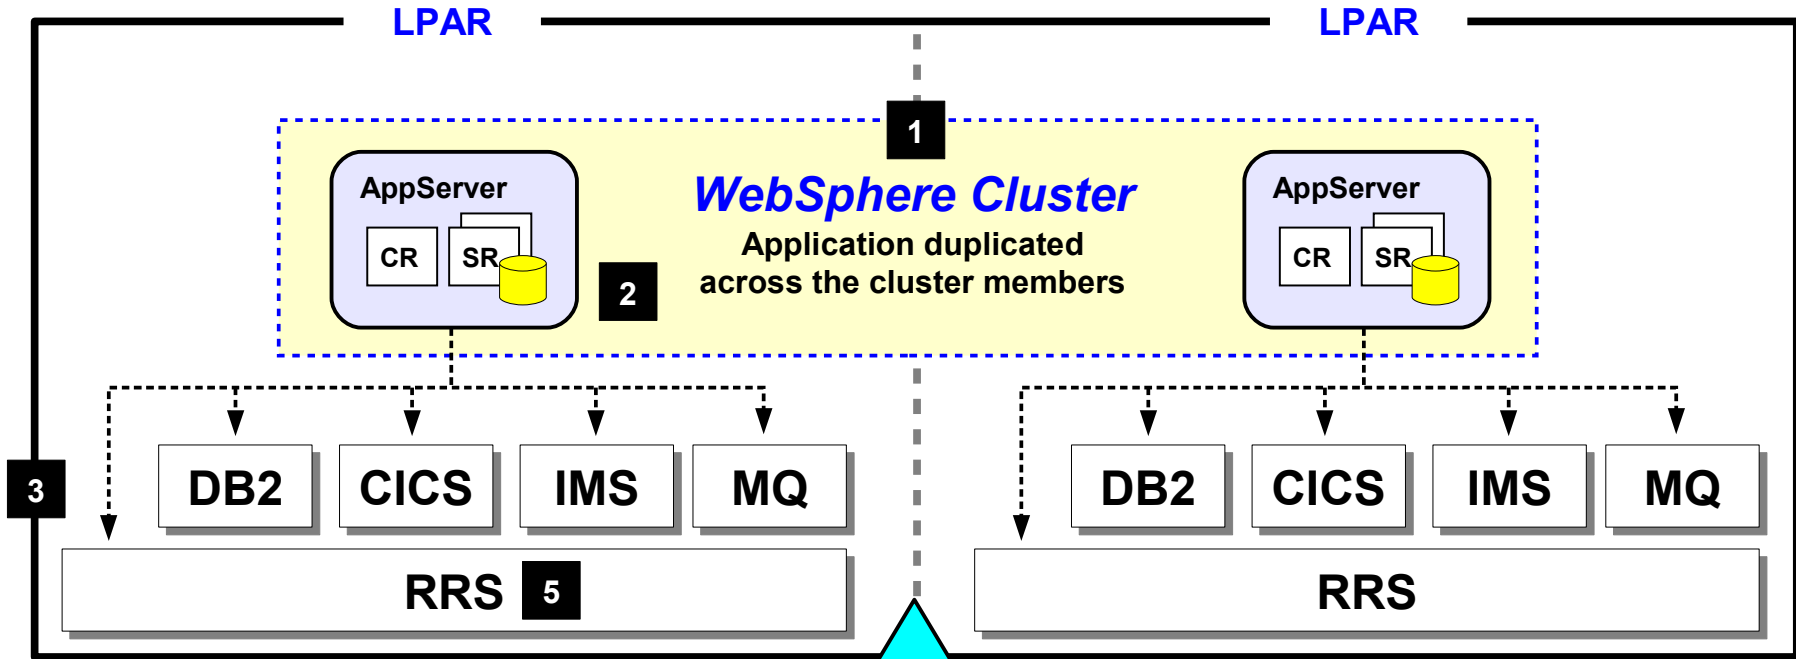 LPAR LPAR
1
AppServer
CR SR
WebSphere Cluster
Application duplicated
across the cluster members
2
AppServer
CR SR
3
DB2 CICS IMS MQ
RRS 5
DB2 CICS IMS MQ
RRS